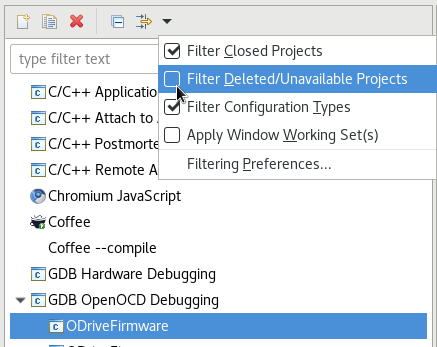 Filter Closed Projects
type filter text
Filter Deleted/Unavailable Projects
C/C++ Applicatio
Filter Configuration Types
C/C++ Attach to
Apply Window Working Set(s)
C/C++ Postmorte
Filtering Preferences...
C/C++ Remote A
Chromium JavaScript
Coffee
Coffee --compile
GDB Hardware Debugging
GDB OpenOCD Debugging
ODriveFirmware